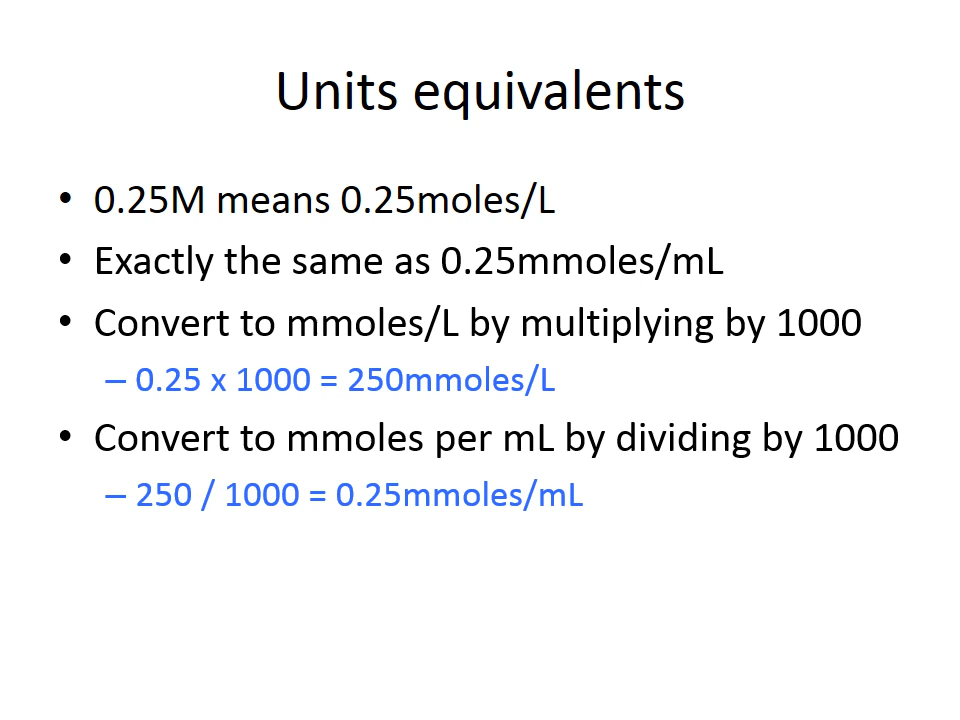 Units equivalents
• 0.25M means 0.25moles/L
• Exactly the same as 0.25mmoles/mL
• Convert to mmoles/L by multiplying by 1000
– 0.25 x 1000 = 250mmoles/L
• Convert to mmoles per mL by dividing by 1000
– 250 / 1000 = 0.25mmoles/mL